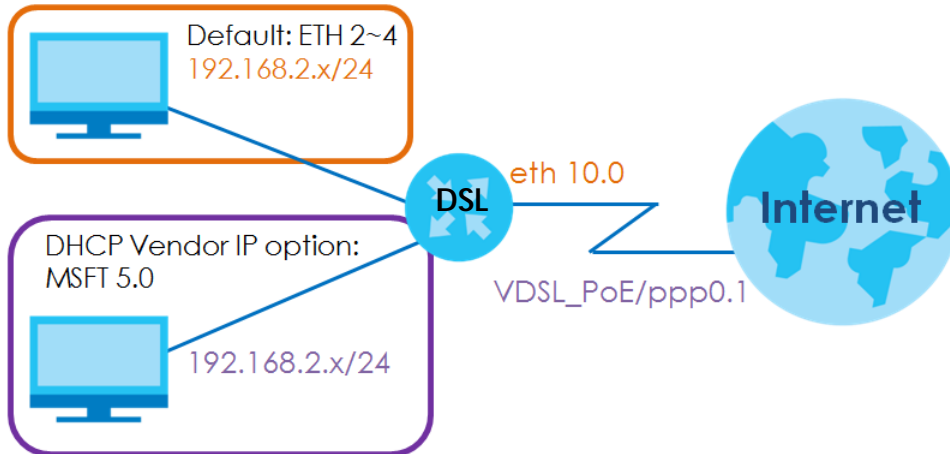 Default: ETH 2~4
192.168.2.x/24
DSL
eth 10.0
Internet
DHCP Vendor IP option:
MSFT 5.0
VDSL_PoE/ppp0.1
192.168.2.x/24